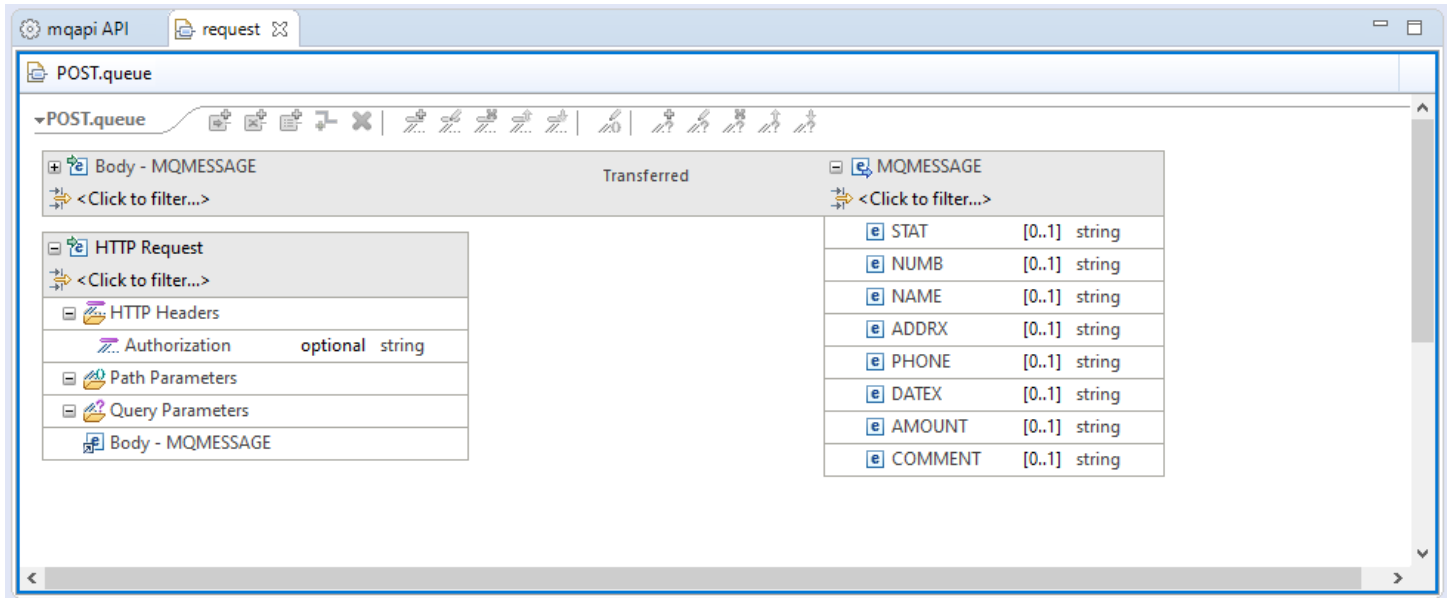 mqapi API request
POST.queue
POST.queue
Body - MQMESSAGE
<Click to filter...>
Transferred
MQMESSAGE
<Click to filter...>
HTTP Request
<Click to filter...>
HTTP Headers
Authorization optional string
Path Parameters
Query Parameters
Body - MQMESSAGE
STAT [0..1] string
NUMB [0..1] string
NAME [0..1] string
ADDRX [0..1] string
PHONE [0..1] string
DATEX [0..1] string
AMOUNT [0..1] string
COMMENT [0..1] string